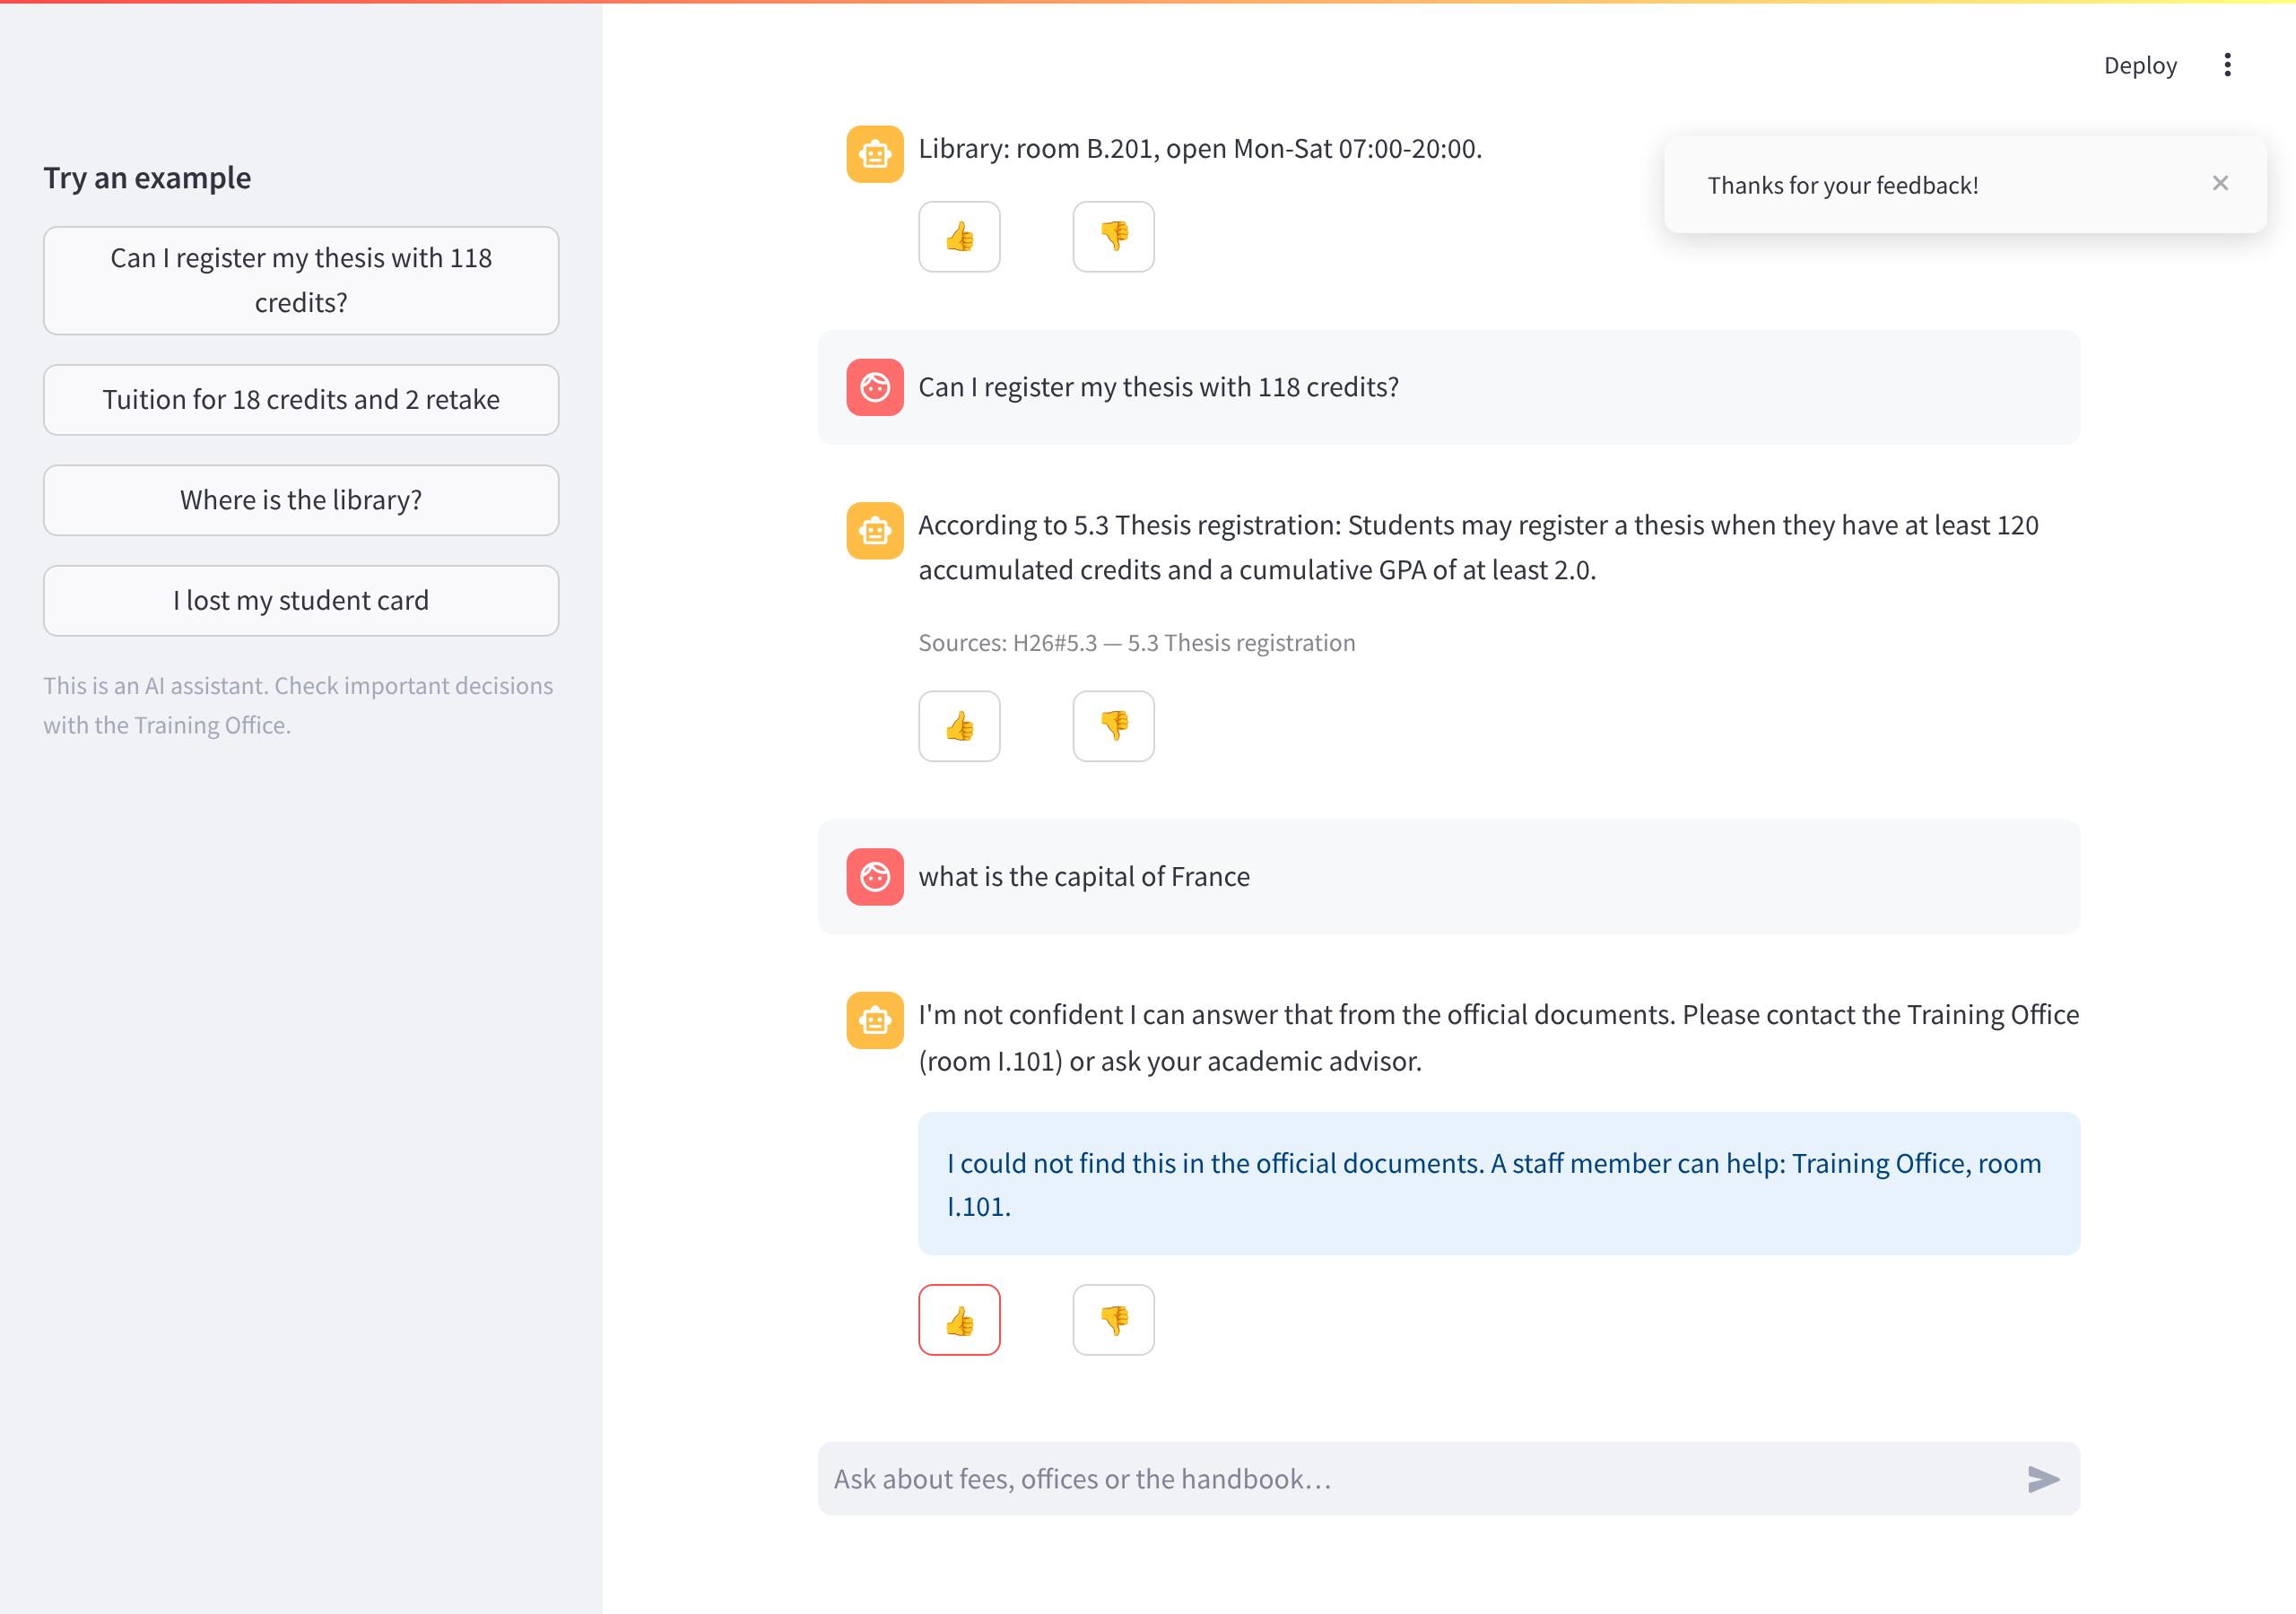 Deploy
Try an example
Can I register my thesis with 118
credits?
Tuition for 18 credits and 2 retake
Where is the library?
I lost my student card
This is an AI assistant. Check important decisions
with the Training Office.
Library: room B.201, open Mon-Sat 07:00-20:00.
👍 👎
Thanks for your feedback! ✕
Can I register my thesis with 118 credits?
According to 5.3 Thesis registration: Students may register a thesis when they have at least 120
accumulated credits and a cumulative GPA of at least 2.0.
Sources: H26#5.3 — 5.3 Thesis registration
👍 👎
what is the capital of France
I'm not confident I can answer that from the official documents. Please contact the Training Office
(room I.101) or ask your academic advisor.
I could not find this in the official documents. A staff member can help: Training Office, room
I.101.
👍 👎
Ask about fees, offices or the handbook…